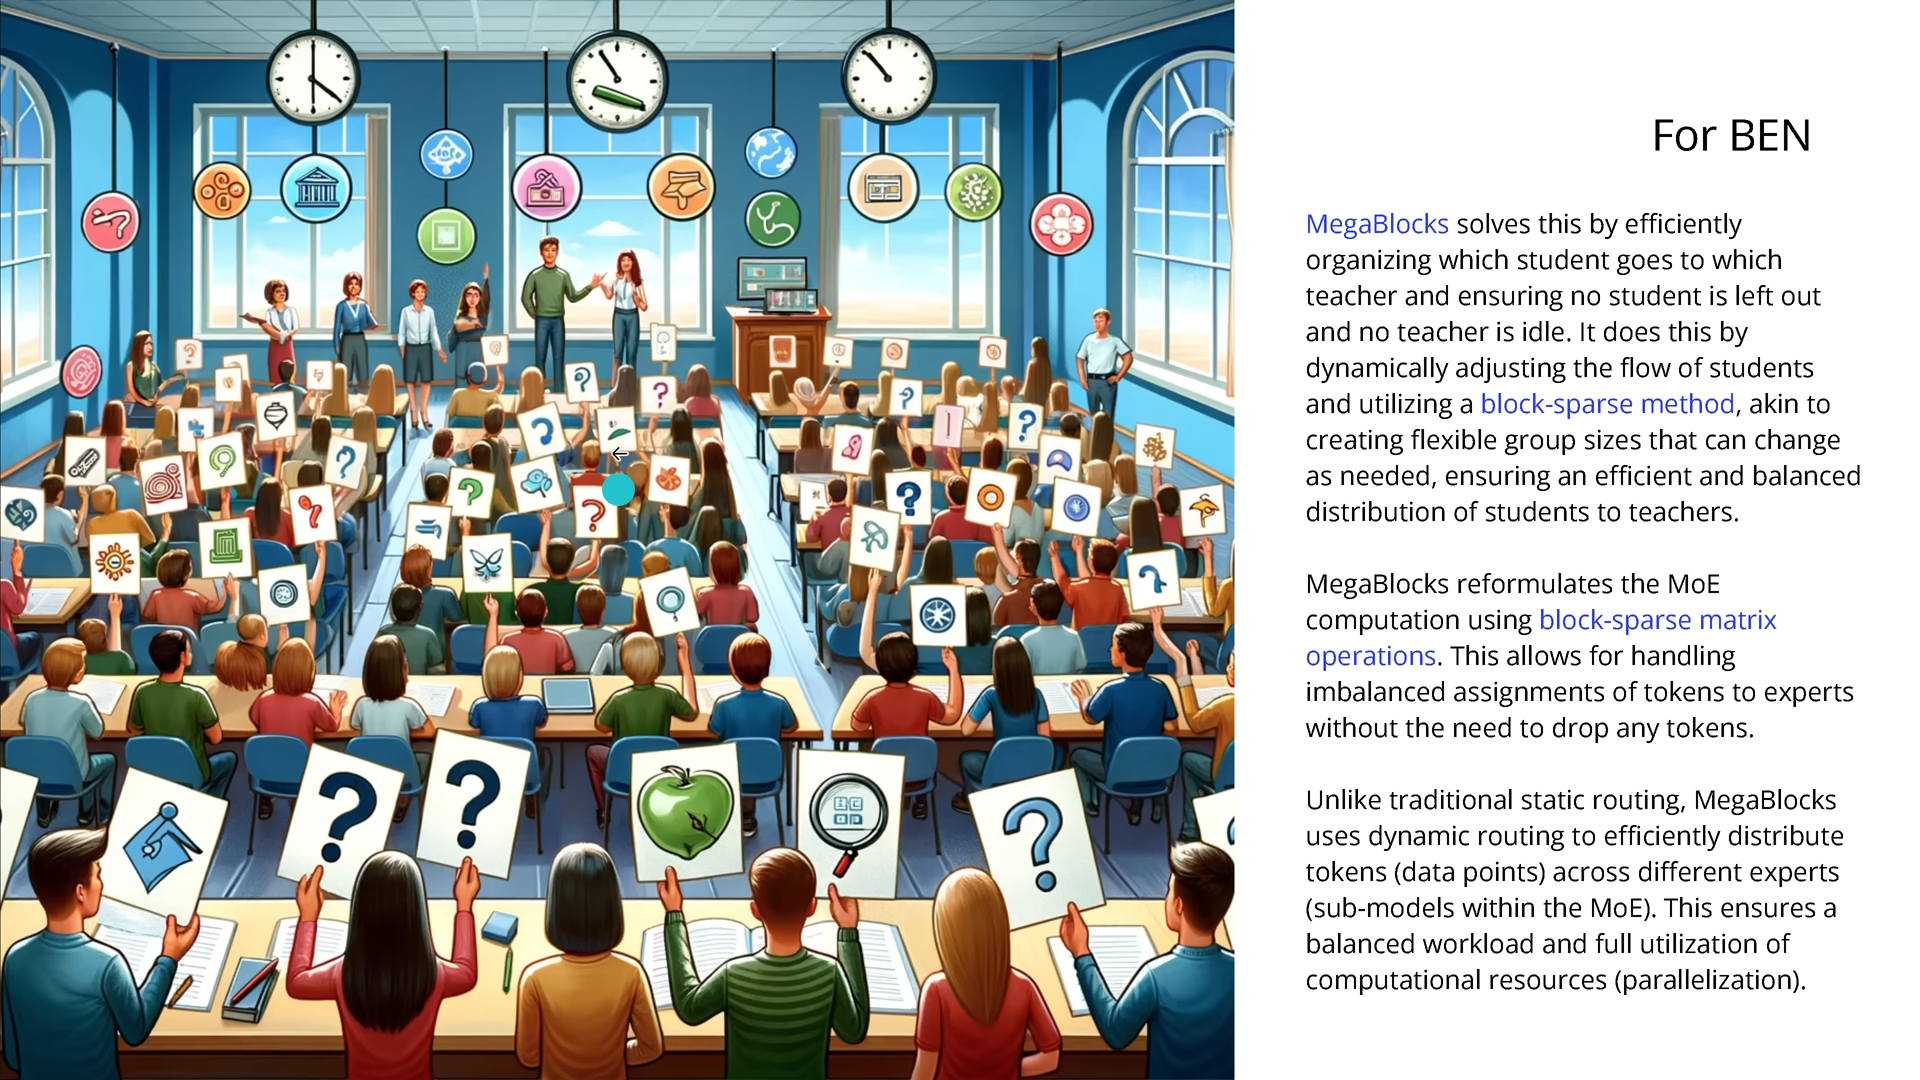 For BEN
MegaBlocks solves this by efficiently
organizing which student goes to which
teacher and ensuring no student is left out
and no teacher is idle. It does this by
dynamically adjusting the flow of students
and utilizing a block-sparse method, akin to
creating flexible group sizes that can change
as needed, ensuring an efficient and balanced
distribution of students to teachers.
MegaBlocks reformulates the MoE
computation using block-sparse matrix
operations. This allows for handling
imbalanced assignments of tokens to experts
without the need to drop any tokens.
Unlike traditional static routing, MegaBlocks
uses dynamic routing to efficiently distribute
tokens (data points) across different experts
(sub-models within the MoE). This ensures a
balanced workload and full utilization of
computational resources (parallelization).